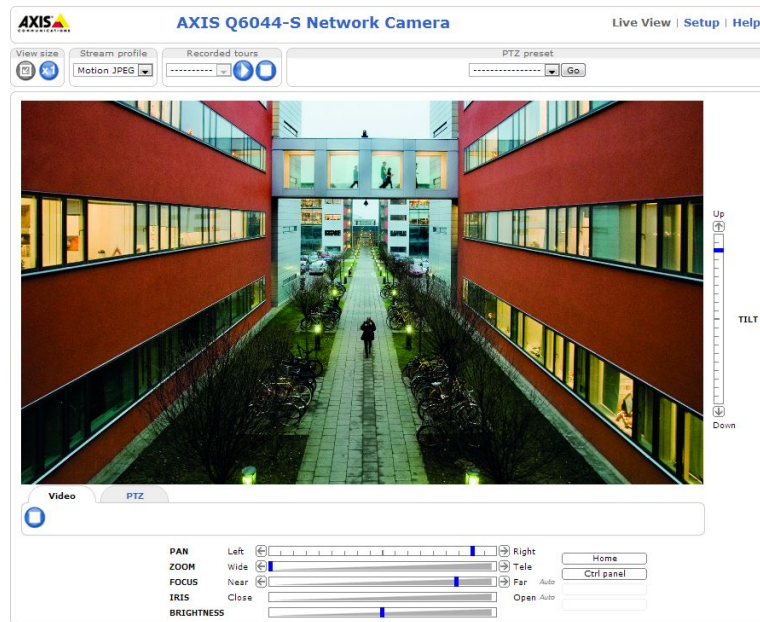 AXIS
COMMUNICATIONS
AXIS Q6044-S Network Camera
Live View | Setup | Help
View size
Stream profile
Recorded tours
PTZ preset
x1
Motion JPEG
----------
---------------
Go
Up
TILT
Down
Video
PTZ
PAN Left Right
ZOOM Wide Tele
FOCUS Near Far Auto
IRIS Close Open Auto
BRIGHTNESS
Home
Ctrl panel